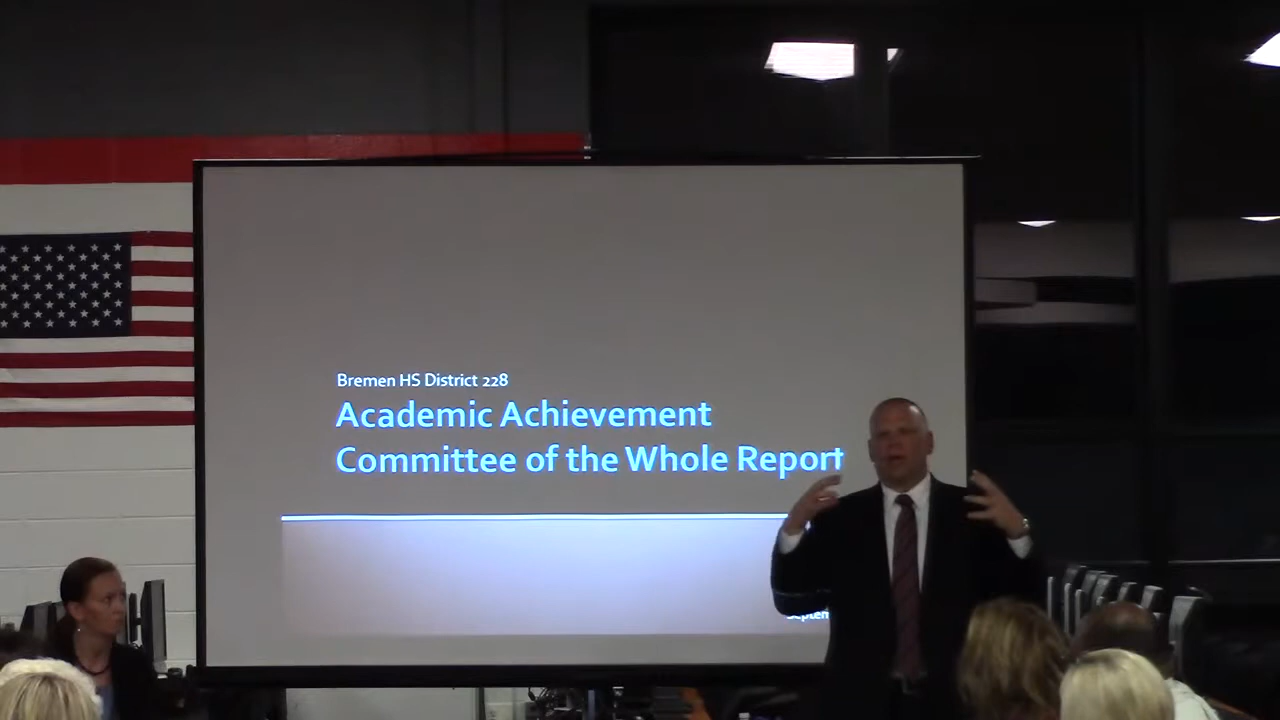 Bremen HS District 228
Academic Achievement
Committee of the Whole Report